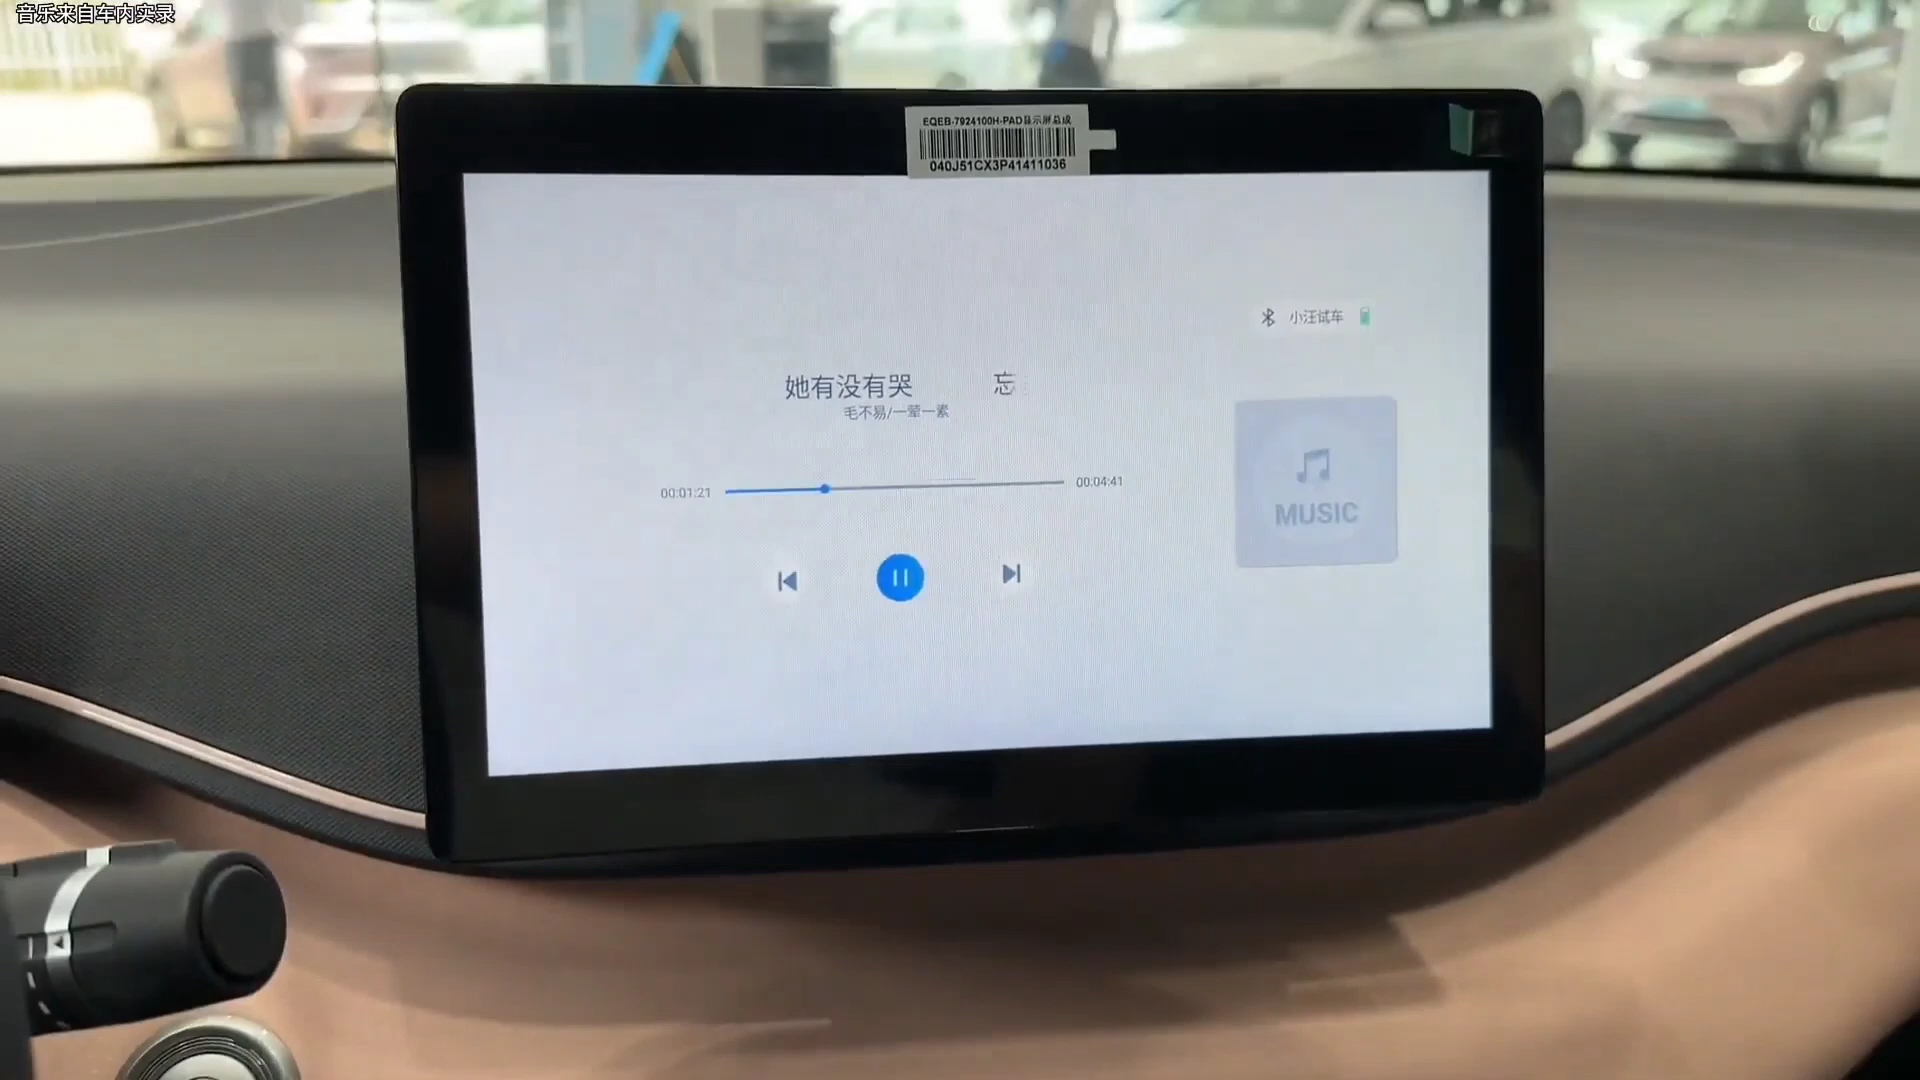 音乐来自车内实录
EQEB-7924100H-PAD显示屏总成
040J51CX3P41411036
小汪试车
她有没有哭 忘
毛不易/一荤一素
00:01:21 00:04:41
MUSIC